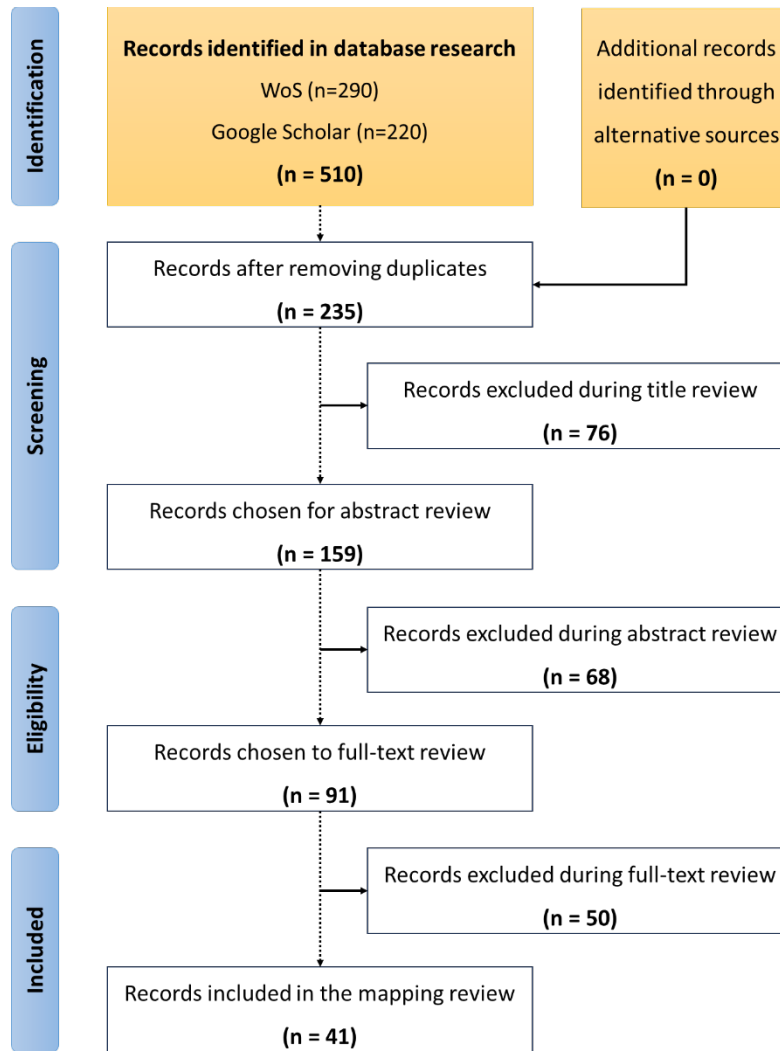 Identification
Records identified in database research
WoS (n=290)
Google Scholar (n=220)
(n = 510)
Additional records
identified through
alternative sources
(n = 0)
Screening
Records after removing duplicates
(n = 235)
Records excluded during title review
(n = 76)
Records chosen for abstract review
(n = 159)
Eligibility
Records excluded during abstract review
(n = 68)
Records chosen to full-text review
(n = 91)
Included
Records excluded during full-text review
(n = 50)
Records included in the mapping review
(n = 41)